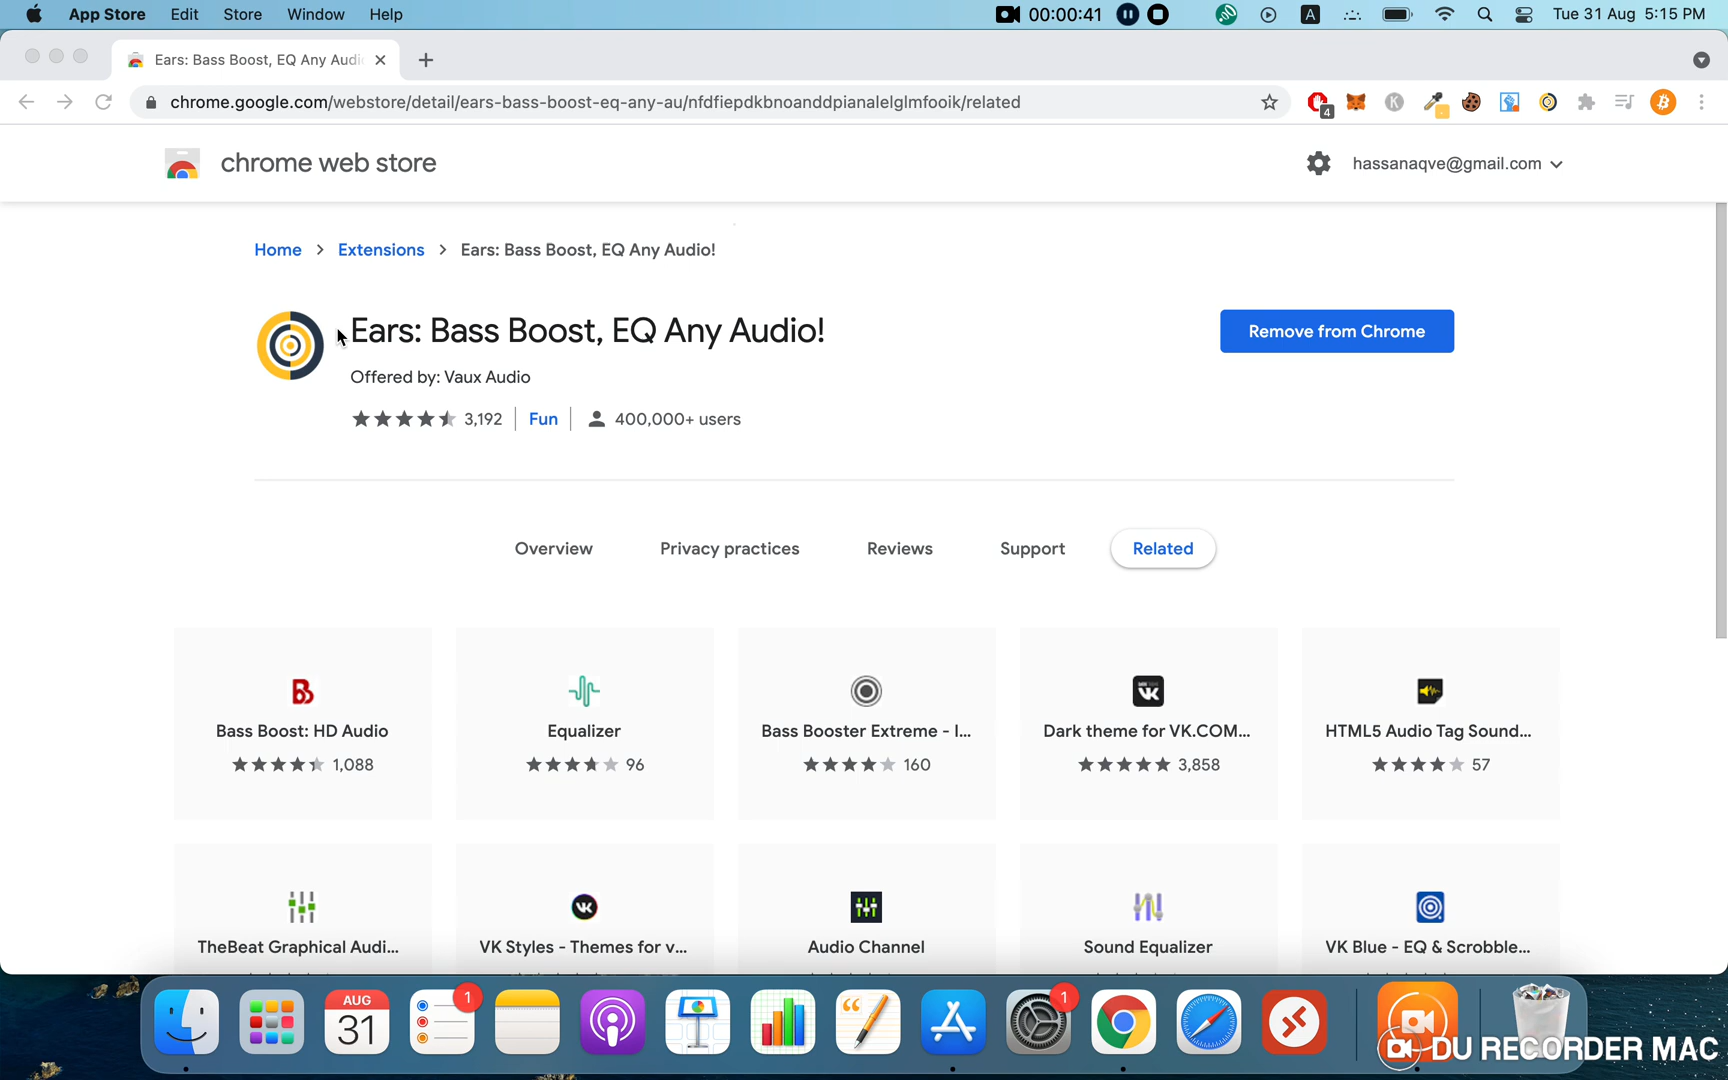 App Store Edit Store Window Help 00:00:41 A Tue 31 Aug 5:15 PM
Ears: Bass Boost, EQ Any Audi
chrome.google.com/webstore/detail/ears-bass-boost-eq-any-au/nfdfiepdkbnoanddpianalelglmfooik/related 4 K
chrome web store hassanaqve@gmail.com
Home > Extensions > Ears: Bass Boost, EQ Any Audio!
Ears: Bass Boost, EQ Any Audio!
Remove from Chrome
Offered by: Vaux Audio
3,192 Fun 400,000+ users
Overview Privacy practices Reviews Support Related
Bass Boost: HD Audio Equalizer Bass Booster Extreme - I... Dark theme for VK.COM... HTML5 Audio Tag Sound...
1,088 96 160 3,858 57
TheBeat Graphical Audi... VK Styles - Themes for v... Audio Channel Sound Equalizer VK Blue - EQ & Scrobble...
AUG 1 1
31
DU RECORDER MAC